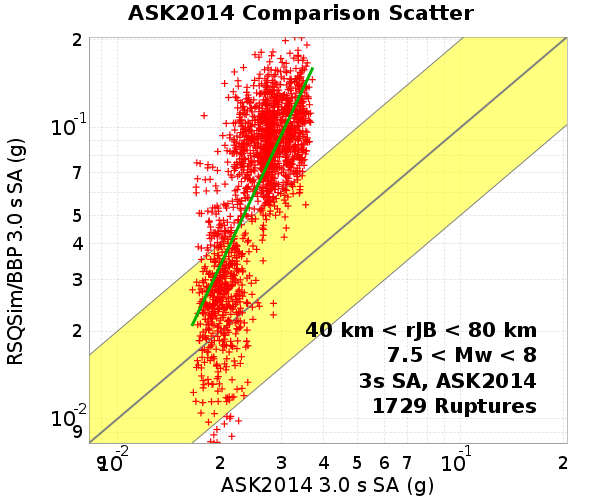 ASK2014 Comparison Scatter
RSQSim/BBP 3.0 s SA (g)
2
10-1
7
5
4
3
2
10-2
9
40 km < rJB < 80 km
7.5 < Mw < 8
3s SA, ASK2014
1729 Ruptures
9 10-2 2 3 4 5 6 7 10-1 2
ASK2014 3.0 s SA (g)